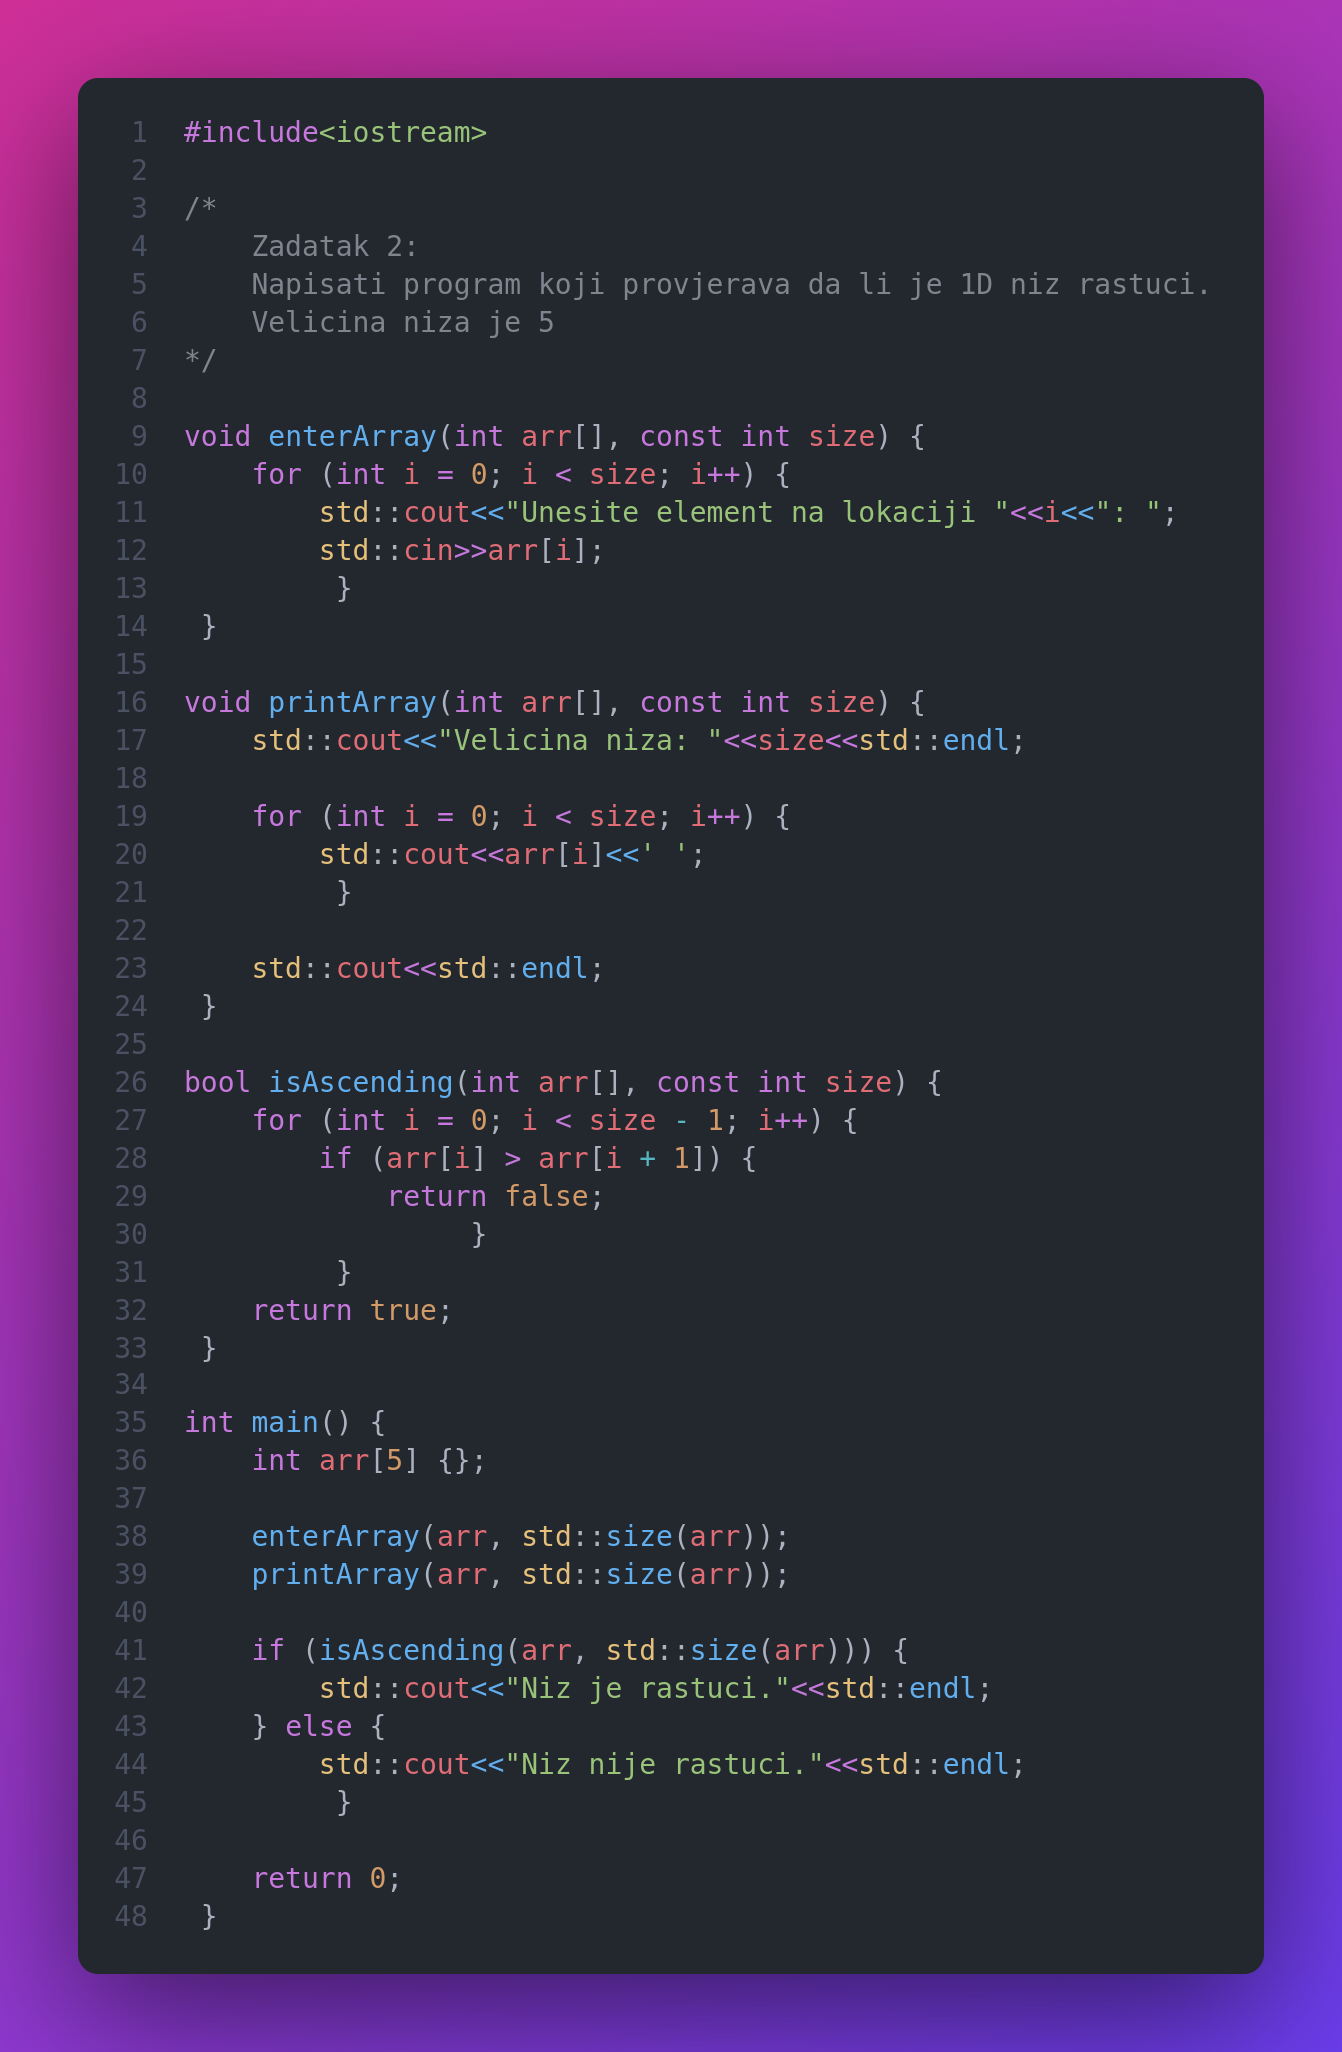 1 #include<iostream>
2
3 /*
4     Zadatak 2:
5     Napisati program koji provjerava da li je 1D niz rastuci.
6     Velicina niza je 5
7 */
8
9 void enterArray(int arr[], const int size) {
10     for (int i = 0; i < size; i++) {
11         std::cout<<"Unesite element na lokaciji "<<i<<": ";
12         std::cin>>arr[i];
13          }
14  }
15
16 void printArray(int arr[], const int size) {
17     std::cout<<"Velicina niza: "<<size<<std::endl;
18
19     for (int i = 0; i < size; i++) {
20         std::cout<<arr[i]<<' ';
21          }
22
23     std::cout<<std::endl;
24  }
25
26 bool isAscending(int arr[], const int size) {
27     for (int i = 0; i < size - 1; i++) {
28         if (arr[i] > arr[i + 1]) {
29             return false;
30                  }
31          }
32     return true;
33  }
34
35 int main() {
36     int arr[5] {};
37
38     enterArray(arr, std::size(arr));
39     printArray(arr, std::size(arr));
40
41     if (isAscending(arr, std::size(arr))) {
42         std::cout<<"Niz je rastuci."<<std::endl;
43     } else {
44         std::cout<<"Niz nije rastuci."<<std::endl;
45          }
46
47     return 0;
48  }